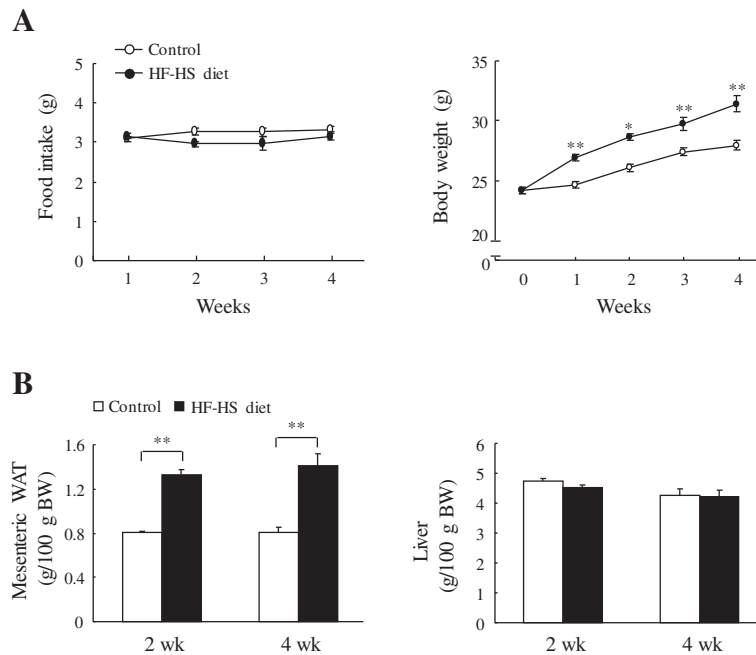 A
Control
HF-HS diet
Food intake (g)
5
4
3
2
1
0
1 2 3 4
Weeks
Body weight (g)
35
30
25
20
0
** * ** **
0 1 2 3 4
Weeks
B
Control HF-HS diet
Mesenteric WAT
(g/100 g BW)
1.6
1.2
0.8
0.4
0
** **
2 wk 4 wk
Liver
(g/100 g BW)
6
5
4
3
2
1
0
2 wk 4 wk